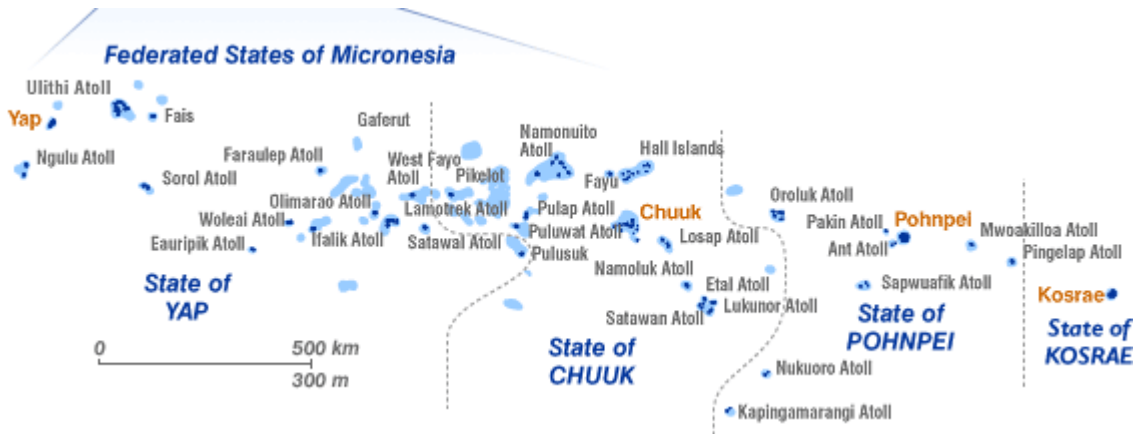 Federated States of Micronesia
Ulithi Atoll
Yap
Fais
Gaferut
Namonuito
Atoll
Hall Islands
Ngulu Atoll
Faraulep Atoll
West Fayo
Atoll
Pikelot
Fayu
Sorol Atoll
Olimarao Atoll
Lamotrek Atoll
Pulap Atoll
Chuuk
Oroluk Atoll
Woleai Atoll
Ifalik Atoll
Satawal Atoll
Puluwat Atoll
Losap Atoll
Pakin Atoll
Pohnpei
Mwoakilloa Atoll
Eauripik Atoll
Pulusuk
Ant Atoll
Pingelap Atoll
Namoluk Atoll
Etal Atoll
Sapwuafik Atoll
Kosrae
State of
YAP
Lukunor Atoll
Satawan Atoll
State of
POHNPEI
State of
KOSRAE
0
500 km
300 m
State of
CHUUK
Nukuoro Atoll
Kapingamarangi Atoll